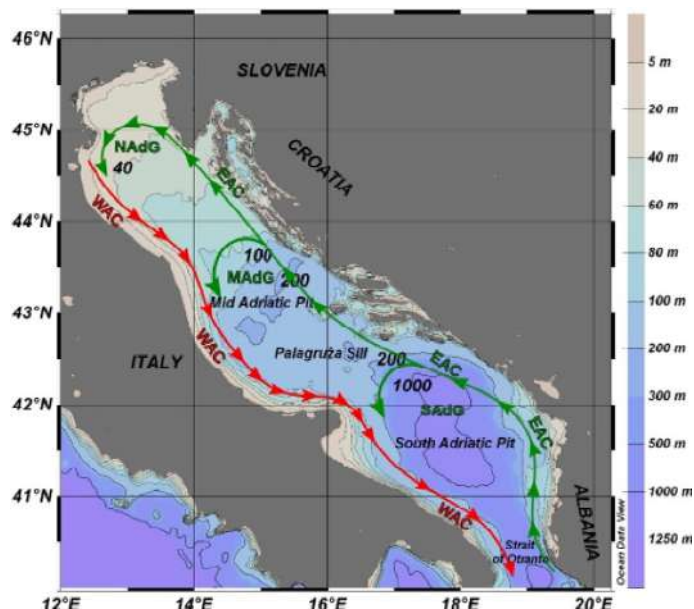 46°N
45°N
44°N
43°N
42°N
41°N
12°E
14°E
16°E
18°E
20°E
SLOVENIA
CROATIA
NAdG
40
EAC
WAC
100
MAdG
200
Mid Adriatic Pit
WAC
Palagruža Sill
ITALY
200
EAC
1000
SAdG
EAC
South Adriatic Pit
WAC
ALBANIA
Strait
of Otranto
Ocean Data View
5 m
20 m
40 m
60 m
80 m
100 m
200 m
300 m
500 m
1000 m
1250 m